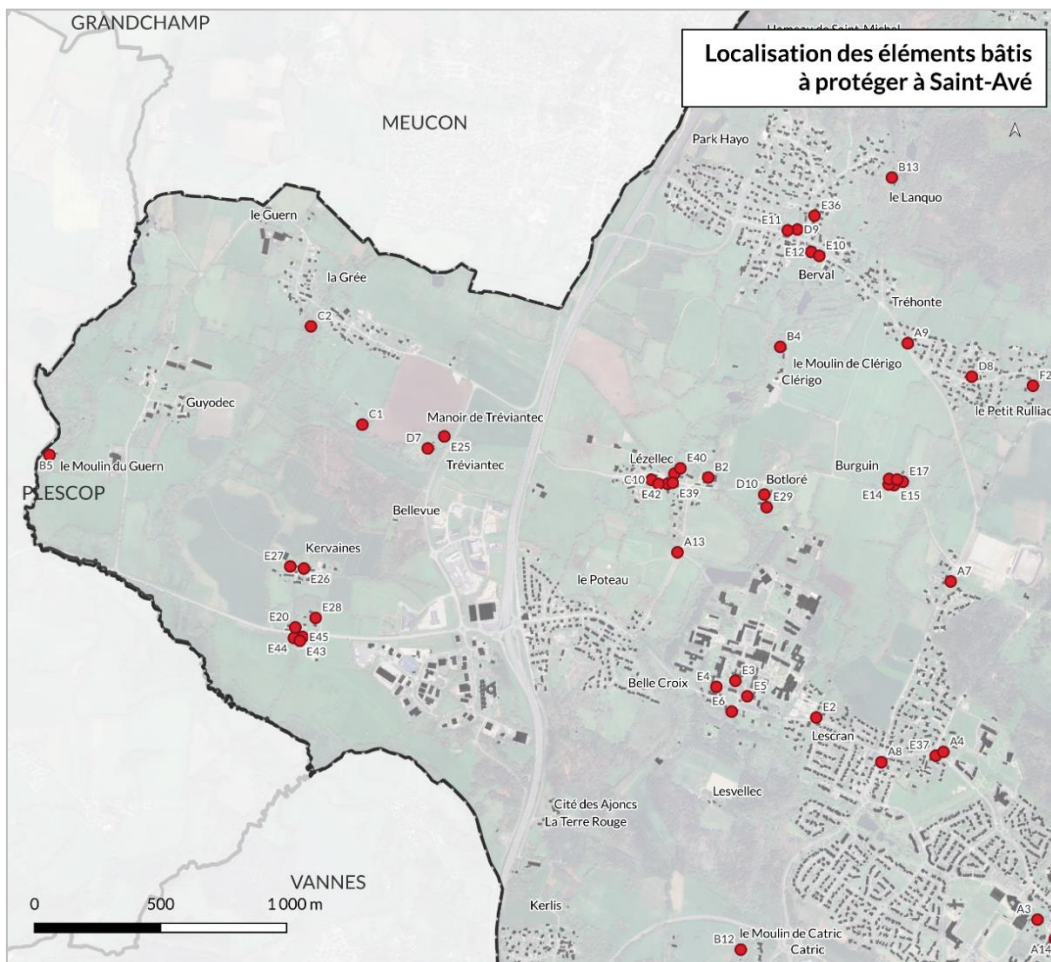 GRANDCHAMP
Hameau de Saint-Michel
Localisation des éléments bâtis
à protéger à Saint-Avé
MEUCON
Park Hayo
B13
le Lanquo
le Guern
E36
E11
D9
E12
E10
Berval
la Grée
Tréhonte
C2
A9
B4
le Moulin de Clérigo
Clérigo
D8
F2
le Petit Rulliac
Guyodec
Manoir de Tréviantec
C1
D7
E25
Tréviantec
B5
le Moulin du Guern
PLESCOP
Lézellec
E40
B2
C10
E42
E39
D10
Botloré
E29
Burguin
E17
E14
E15
Bellevue
Kervaines
E27
E26
A13
le Poteau
A7
E28
E20
E45
E44
E43
Belle Croix
E4
E3
E5
E6
E2
Lescran
E37
A4
A8
Lesvellec
Cité des Ajoncs
La Terre Rouge
VANNES
0
500
1 000 m
Kerlis
A3
B12
le Moulin de Catric
Catric
A14